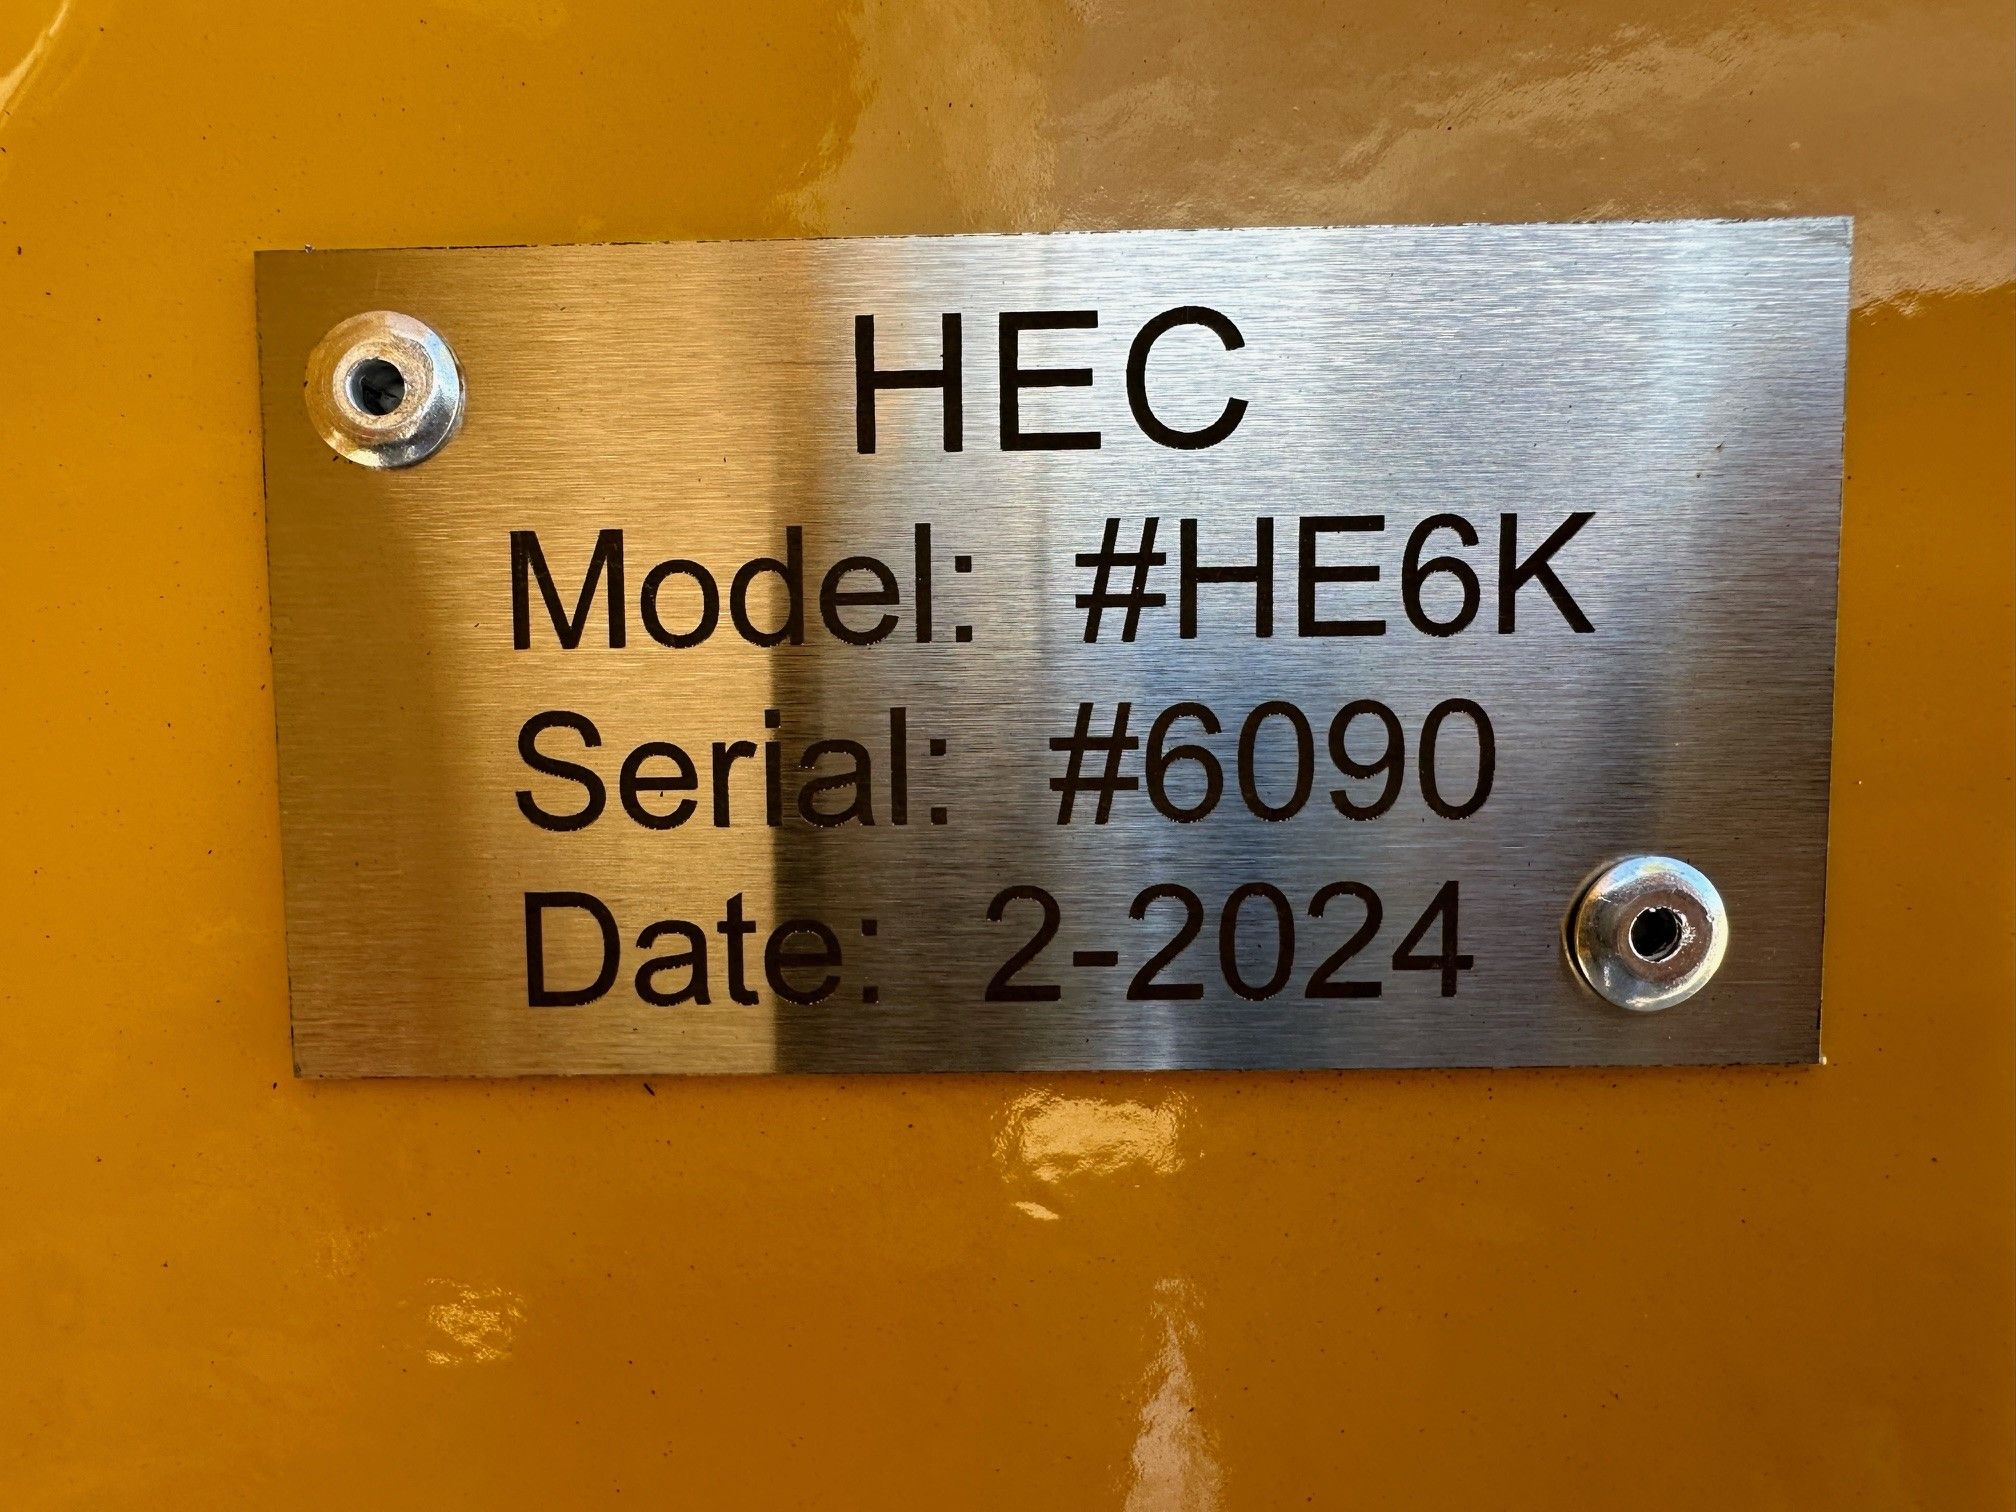 HEC
Model: #HE6K
Serial: #6090
Date: 2-2024